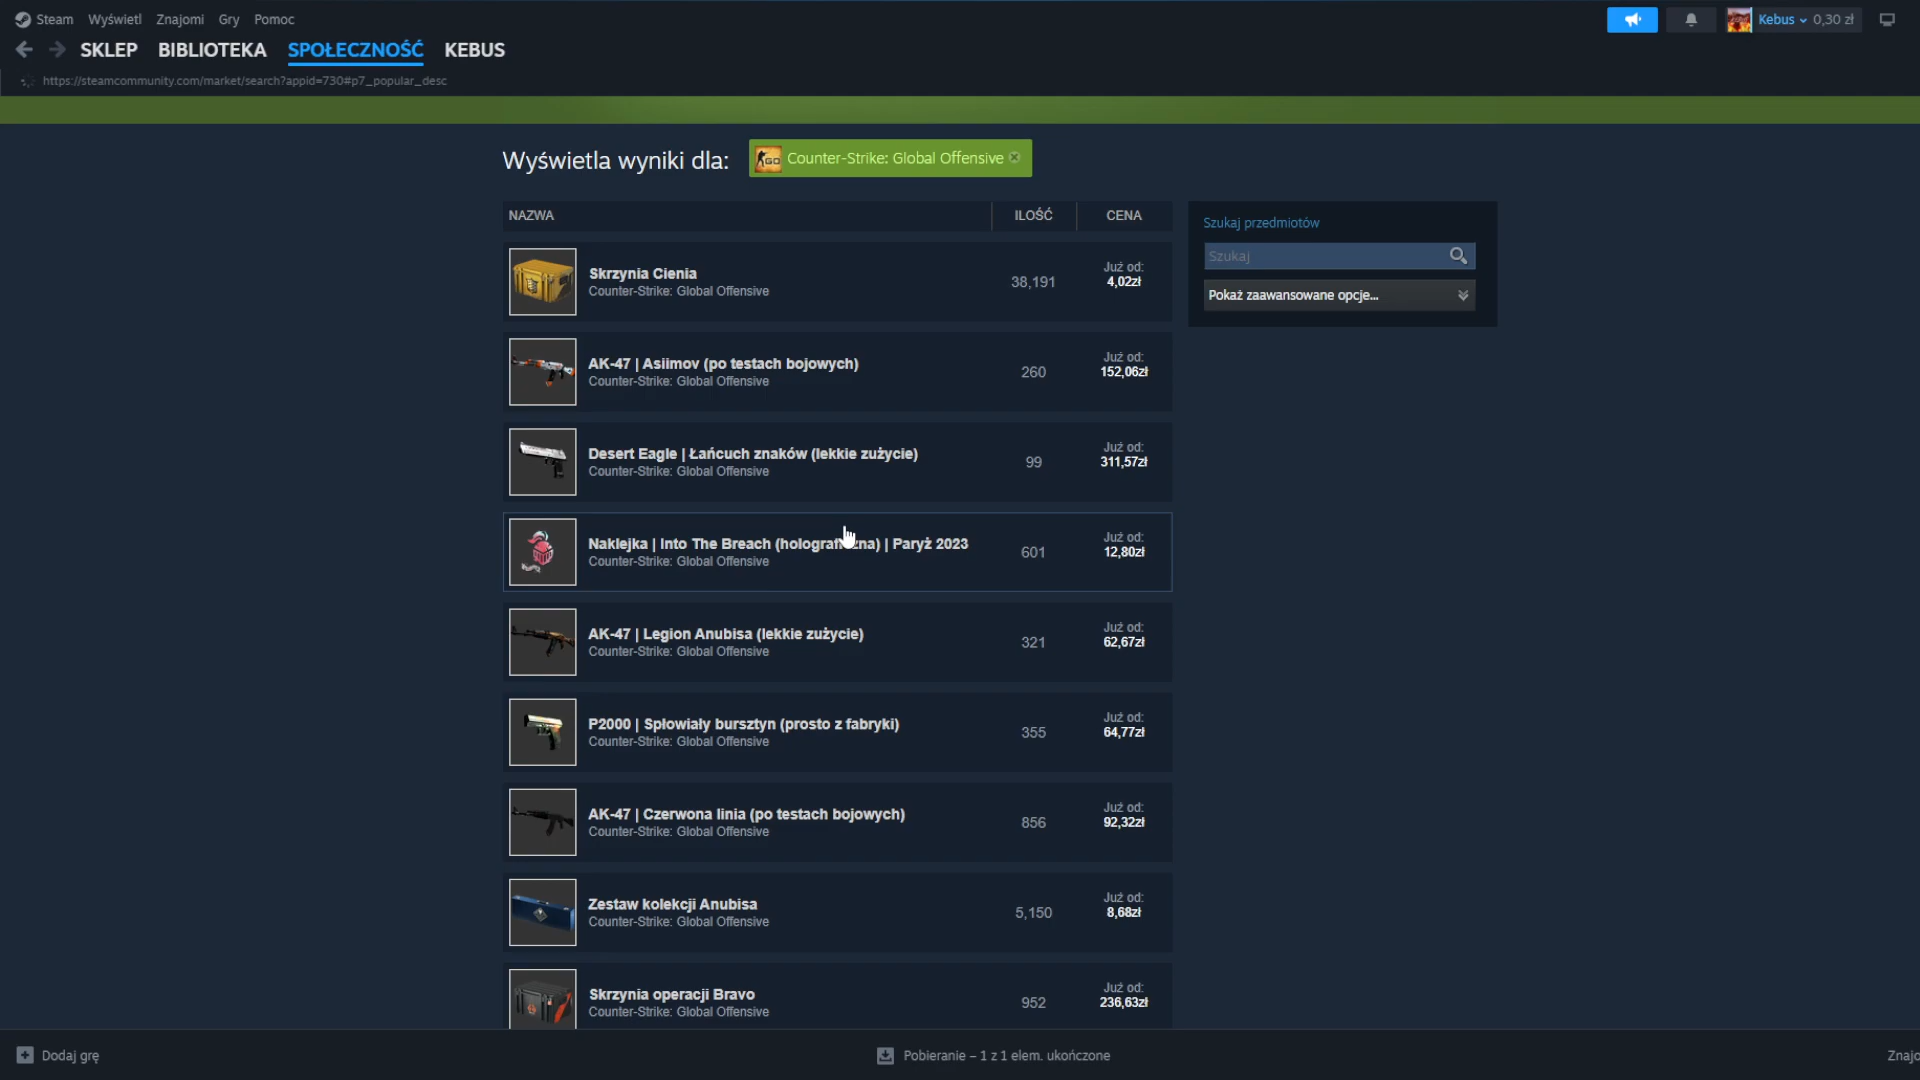 Steam Wyświetl Znajomi Gry Pomoc
Kebus 0,30 zł
SKLEP BIBLIOTEKA SPOŁECZNOŚĆ KEBUS
https://steamcommunity.com/market/search?appid=730#p7_popular_desc
Wyświetla wyniki dla: Counter-Strike: Global Offensive
NAZWA ILOŚĆ CENA
Szukaj przedmiotów
Szukaj
Pokaż zaawansowane opcje...
Skrzynia Cienia
Counter-Strike: Global Offensive
38,191
Już od:
4,02zł
AK-47 | Asiimov (po testach bojowych)
Counter-Strike: Global Offensive
260
Już od:
152,06zł
Desert Eagle | Łańcuch znaków (lekkie zużycie)
Counter-Strike: Global Offensive
99
Już od:
311,57zł
Naklejka | Into The Breach (holograficzna) | Paryż 2023
Counter-Strike: Global Offensive
601
Już od:
12,80zł
AK-47 | Legion Anubisa (lekkie zużycie)
Counter-Strike: Global Offensive
321
Już od:
62,67zł
P2000 | Spłowiały bursztyn (prosto z fabryki)
Counter-Strike: Global Offensive
355
Już od:
64,77zł
AK-47 | Czerwona linia (po testach bojowych)
Counter-Strike: Global Offensive
856
Już od:
92,32zł
Zestaw kolekcji Anubisa
Counter-Strike: Global Offensive
5,150
Już od:
8,68zł
Skrzynia operacji Bravo
Counter-Strike: Global Offensive
952
Już od:
236,63zł
Dodaj grę
Pobieranie – 1 z 1 elem. ukończone
Znajo